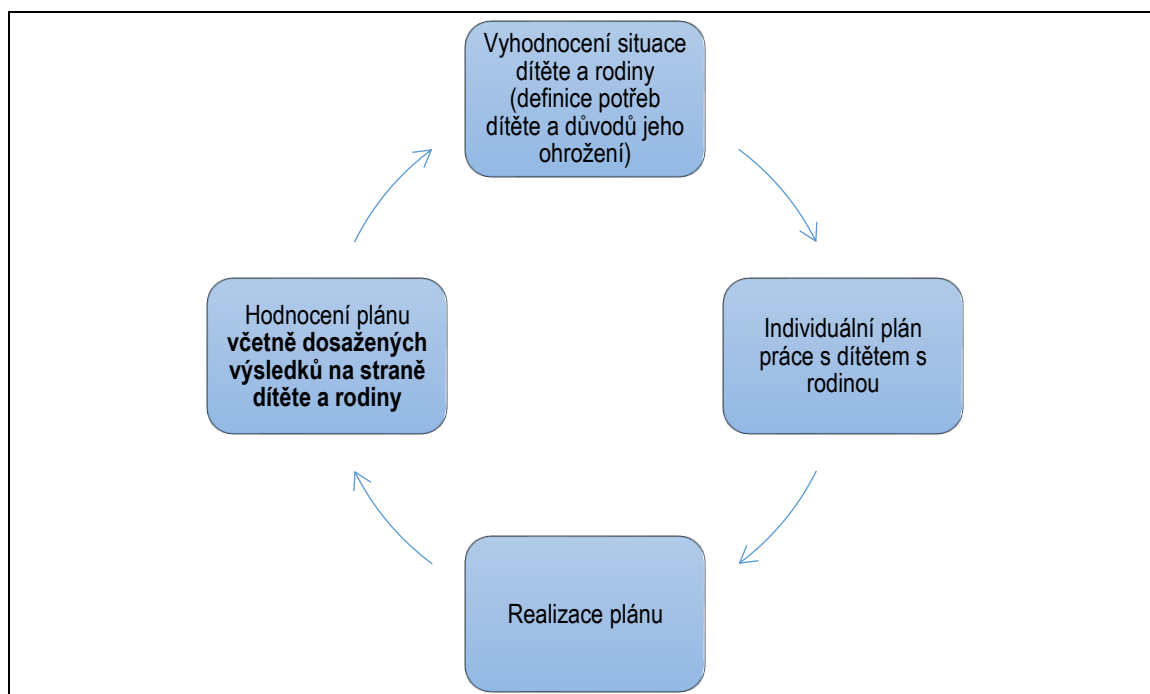 Vyhodnocení situace
dítěte a rodiny
(definice potřeb
dítěte a důvodů jeho
ohrožení)
Individuální plán
práce s dítětem s
rodinou
Realizace plánu
Hodnocení plánu
včetně dosažených
výsledků na straně
dítěte a rodiny